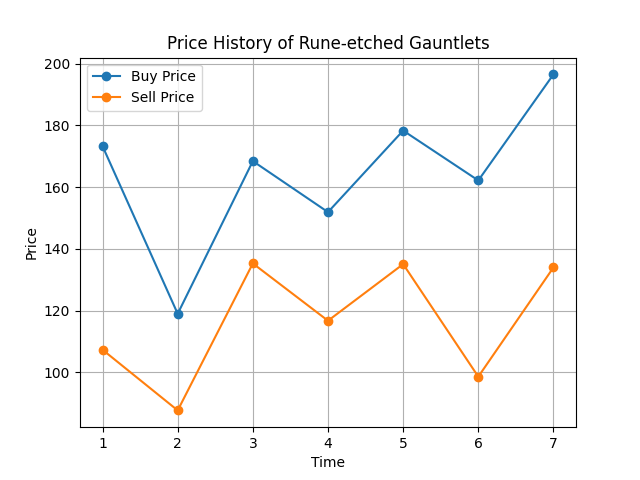 Price History of Rune-etched Gauntlets
Buy Price
Sell Price
200
180
160
140
120
100
Price
1 2 3 4 5 6 7
Time